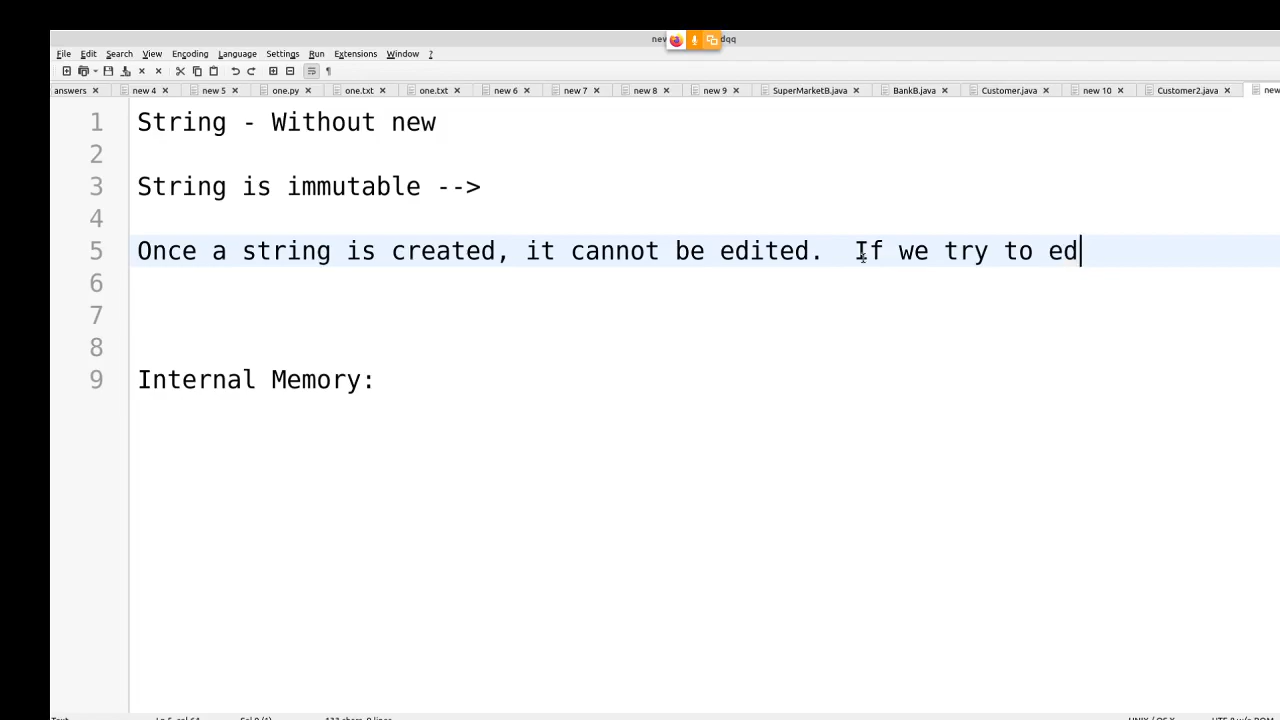 new dqq
File Edit Search View Encoding Language Settings Run Extensions Window ?
answers new 4 new 5 one.py one.txt one.txt new 6 new 7 new 8 new 9 SuperMarketB.java BankB.java Customer.java new 10 Customer2.java new
1 String - Without new
2
3 String is immutable -->
4
5 Once a string is created, it cannot be edited.  If we try to ed
6
7
8
9 Internal Memory: